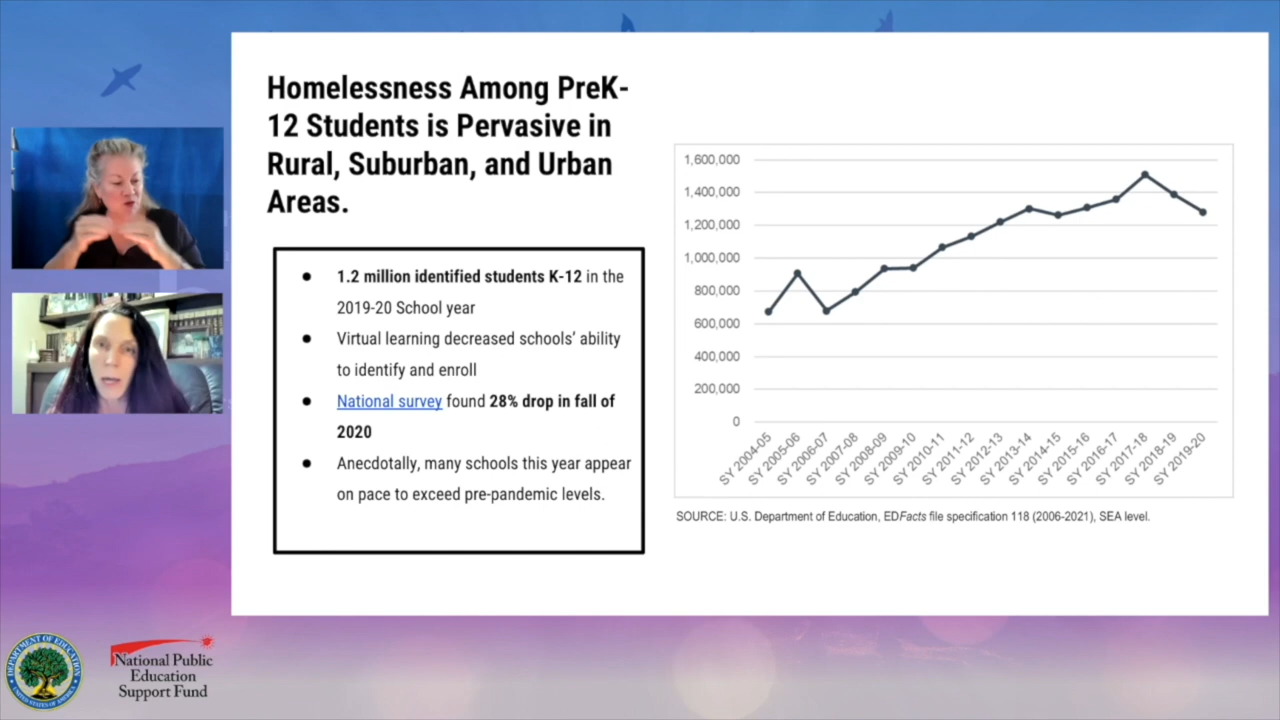 Homelessness Among PreK-
12 Students is Pervasive in
Rural, Suburban, and Urban
Areas.
● 1.2 million identified students K-12 in the
2019-20 School year
● Virtual learning decreased schools’ ability
to identify and enroll
● National survey found 28% drop in fall of
2020
● Anecdotally, many schools this year appear
on pace to exceed pre-pandemic levels.
1,600,000
1,400,000
1,200,000
1,000,000
800,000
600,000
400,000
200,000
0
SY 2004-05
SY 2005-06
SY 2006-07
SY 2007-08
SY 2008-09
SY 2009-10
SY 2010-11
SY 2011-12
SY 2012-13
SY 2013-14
SY 2014-15
SY 2015-16
SY 2016-17
SY 2017-18
SY 2018-19
SY 2019-20
SOURCE: U.S. Department of Education, EDFacts file specification 118 (2006-2021), SEA level.
DEPARTMENT OF EDUCATION
UNITED STATES OF AMERICA
National Public
Education
Support Fund